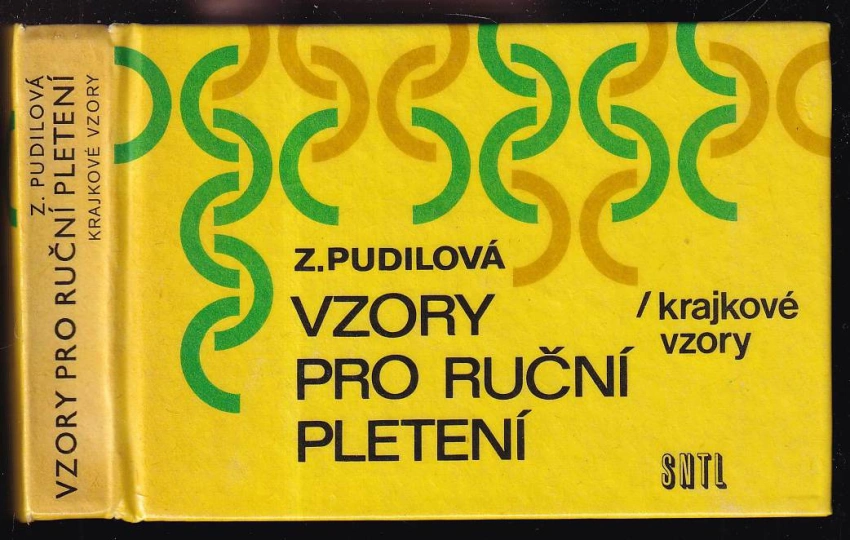 Z. PUDILOVÁ
VZORY PRO RUČNÍ PLETENÍ
KRAJKOVÉ VZORY
Z. PUDILOVÁ
VZORY
PRO RUČNÍ
PLETENÍ
/ krajkové
vzory
SNTL